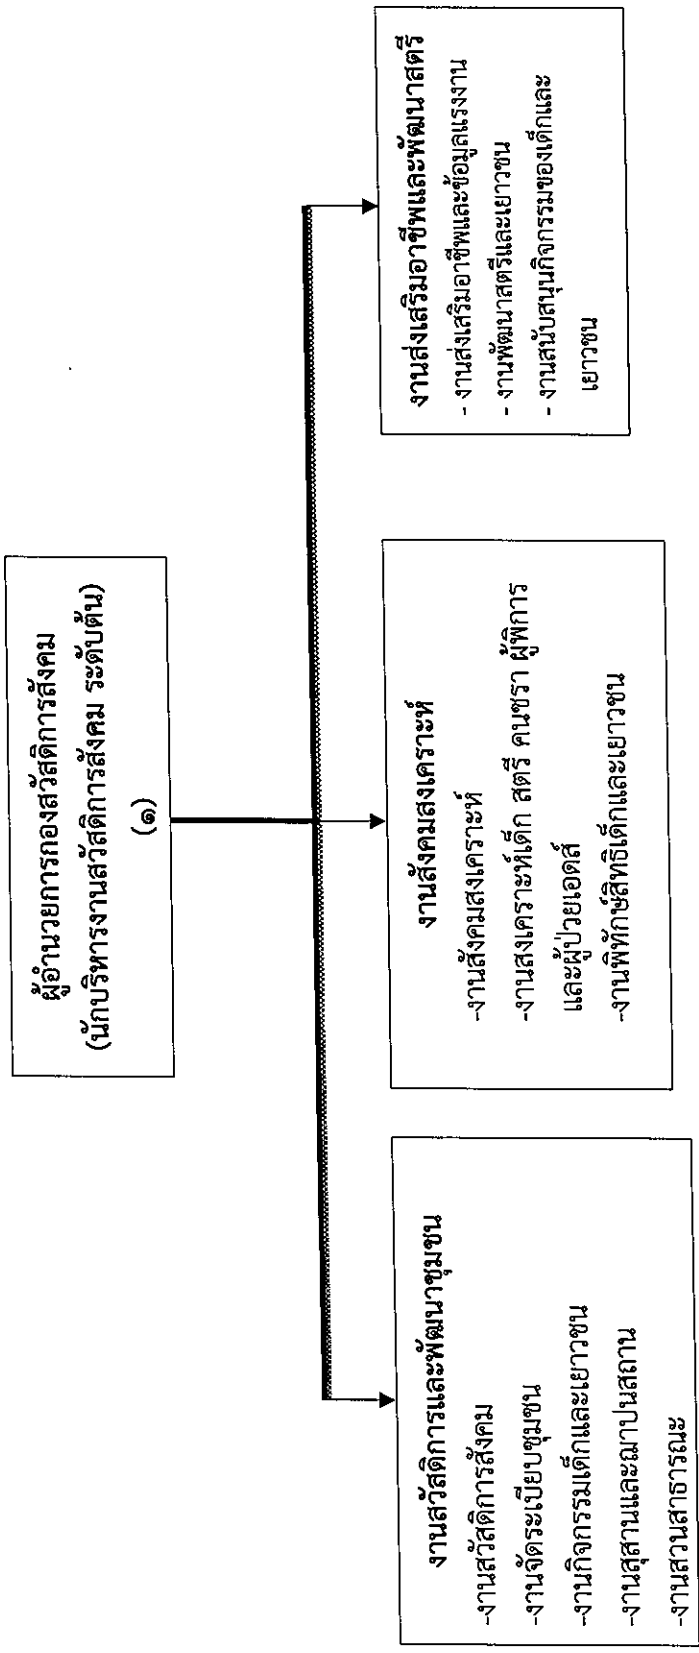 ผู้อำนวยการกองสวัสดิการสังคม
(นักบริหารงานสวัสดิการสังคม ระดับต้น)
(๑)
งานสวัสดิการและพัฒนาชุมชน
-งานสวัสดิการสังคม
-งานจัดระเบียบชุมชน
-งานกิจกรรมเด็กและเยาวชน
-งานสุสานและฌาปนสถาน
-งานสวนสาธารณะ
งานสังคมสงเคราะห์
-งานสังคมสงเคราะห์
-งานสงเคราะห์เด็ก สตรี คนชรา ผู้พิการ
และผู้ป่วยเอดส์
-งานพิทักษ์สิทธิเด็กและเยาวชน
งานส่งเสริมอาชีพและพัฒนาสตรี
- งานส่งเสริมอาชีพและข้อมูลแรงงาน
- งานพัฒนาสตรีและเยาวชน
- งานสนับสนุนกิจกรรมของเด็กและ
เยาวชน